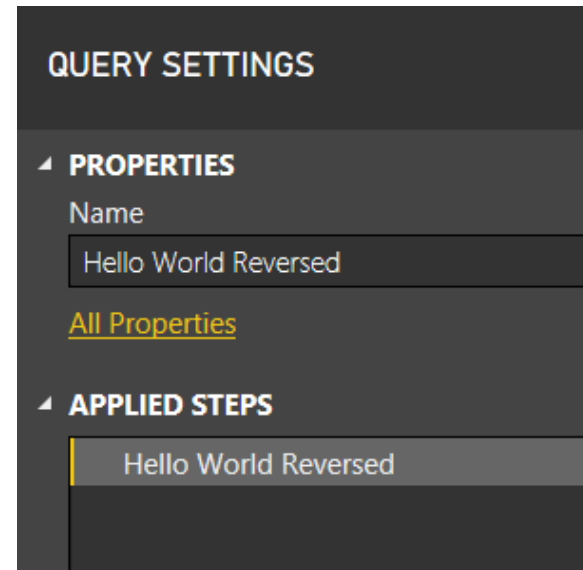 QUERY SETTINGS
PROPERTIES
Name
Hello World Reversed
All Properties
APPLIED STEPS
Hello World Reversed